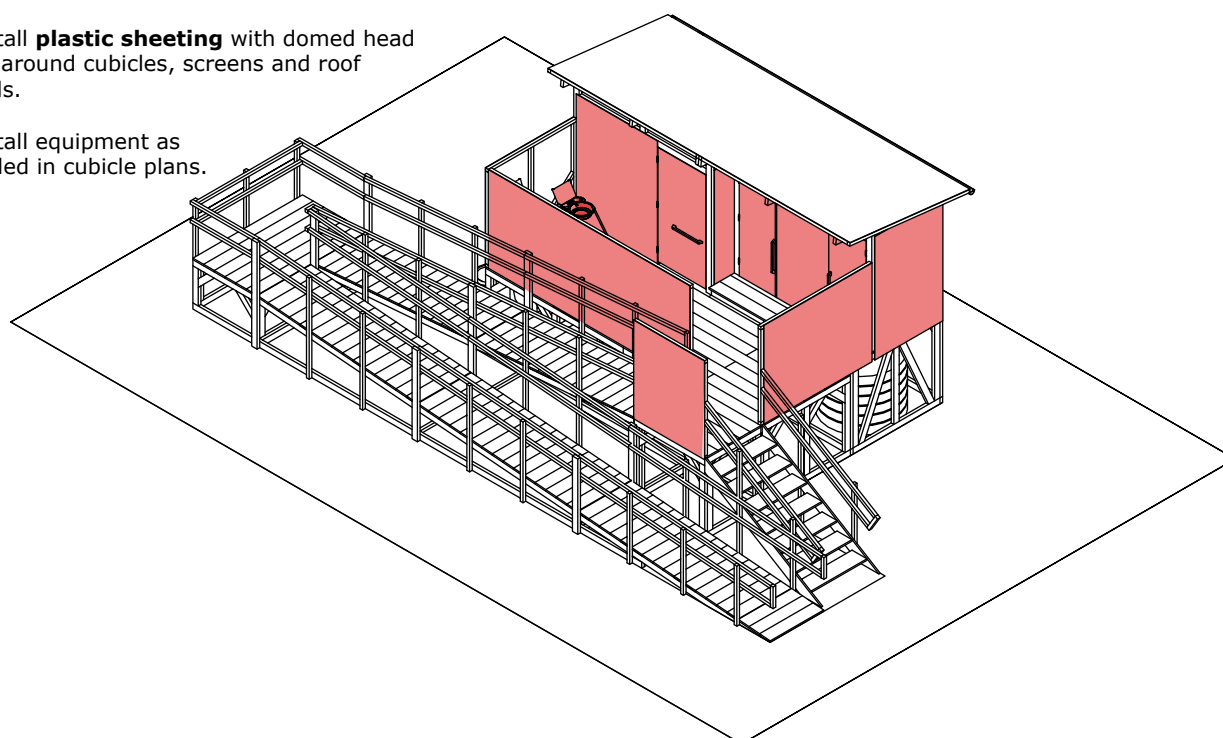 tall plastic sheeting with domed head
around cubicles, screens and roof
ls.
tall equipment as
led in cubicle plans.